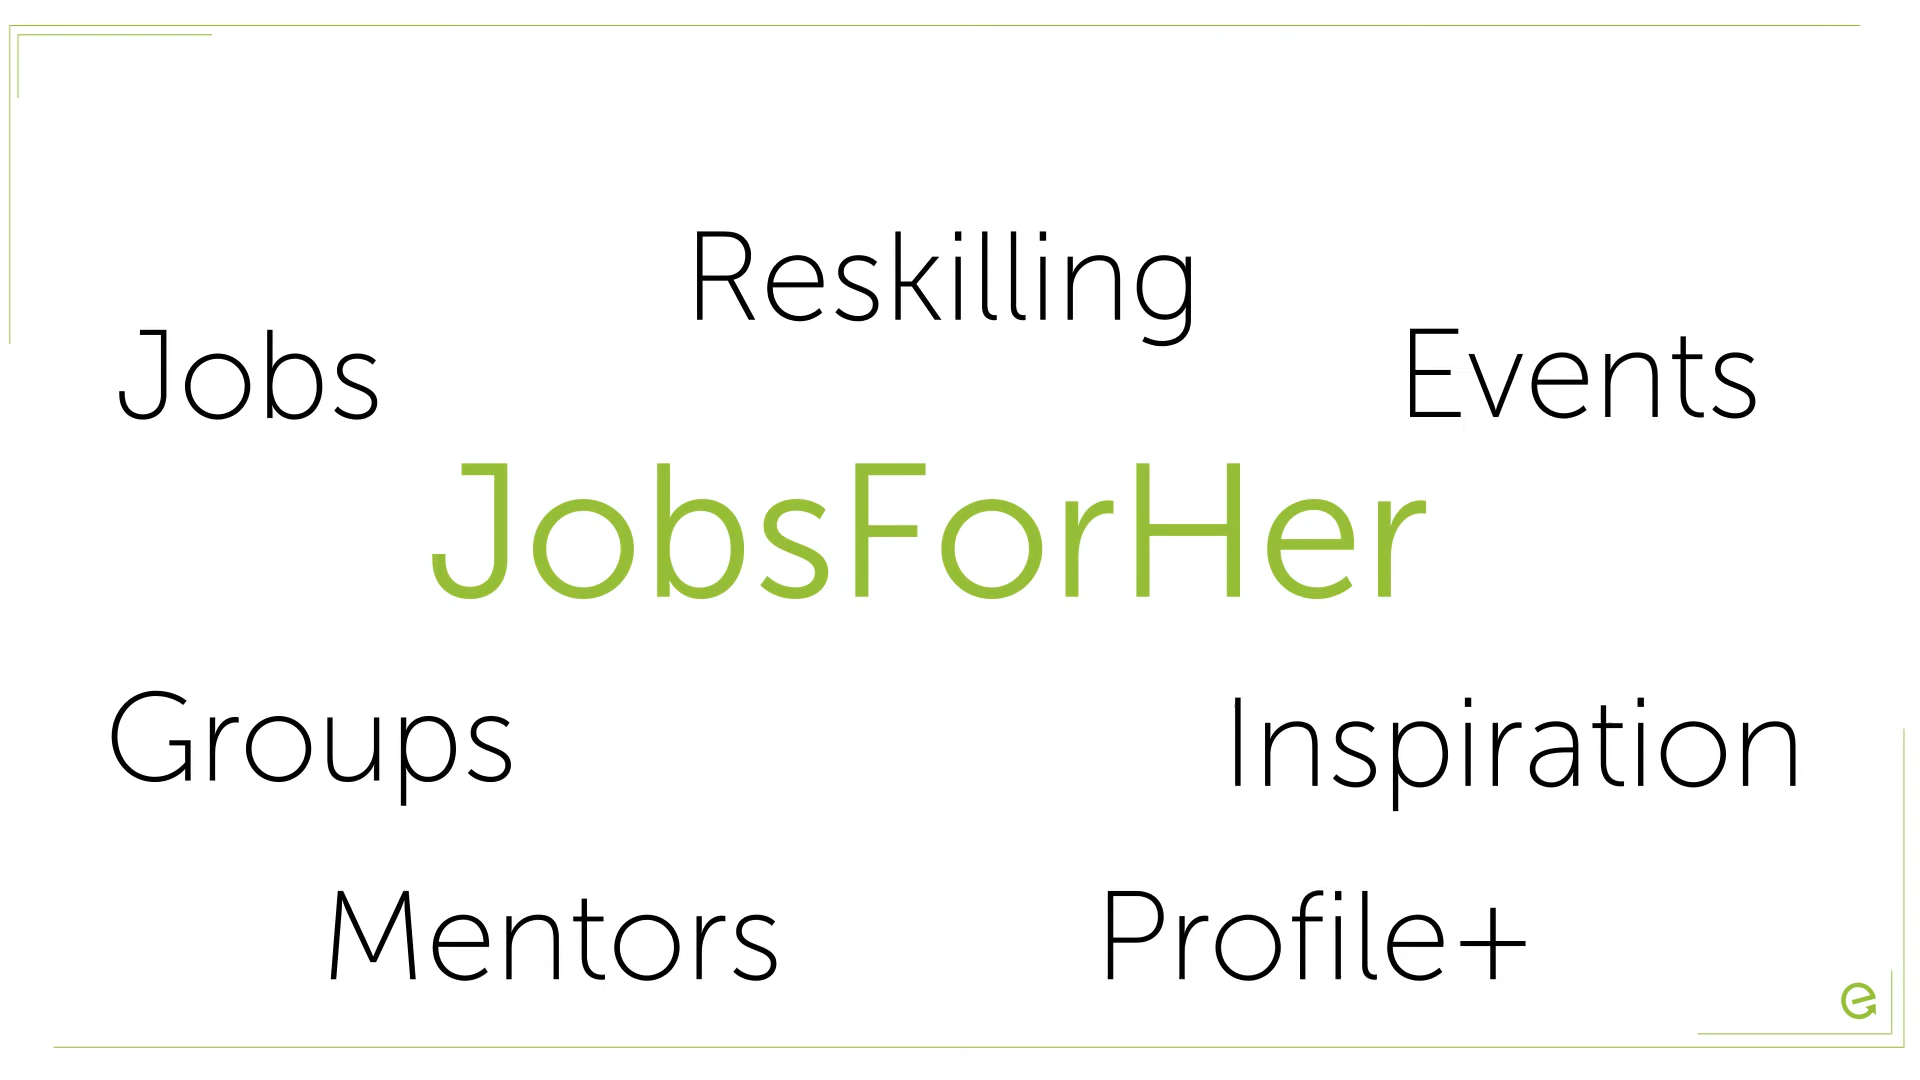 Reskilling
Jobs
Events
JobsForHer
Groups
Inspiration
Mentors
Profile+